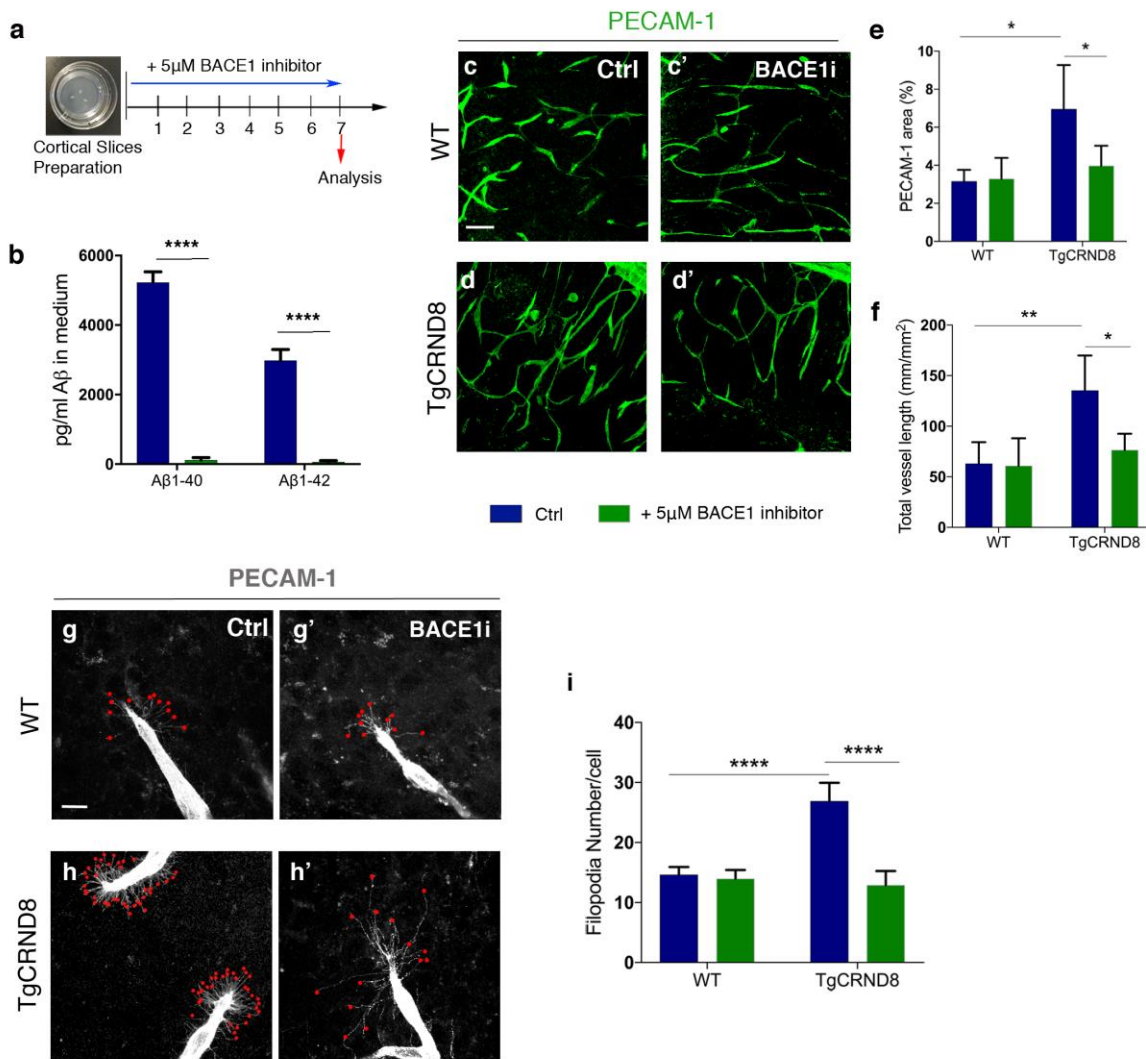 a
+ 5µM BACE1 inhibitor
1 2 3 4 5 6 7
Cortical Slices
Preparation
Analysis
b
pg/ml Aβ in medium
6000
4000
2000
0
****
****
Aβ1-40
Aβ1-42
PECAM-1
c Ctrl
c' BACE1i
WT
d
d'
TgCRND8
Ctrl
+ 5µM BACE1 inhibitor
e
PECAM-1 area (%)
10
8
6
4
2
0
*
*
WT
TgCRND8
f
Total vessel length (mm/mm²)
200
150
100
50
0
**
*
WT
TgCRND8
PECAM-1
g Ctrl
g' BACE1i
WT
h
h'
TgCRND8
i
Filopodia Number/cell
40
30
20
10
0
****
****
WT
TgCRND8